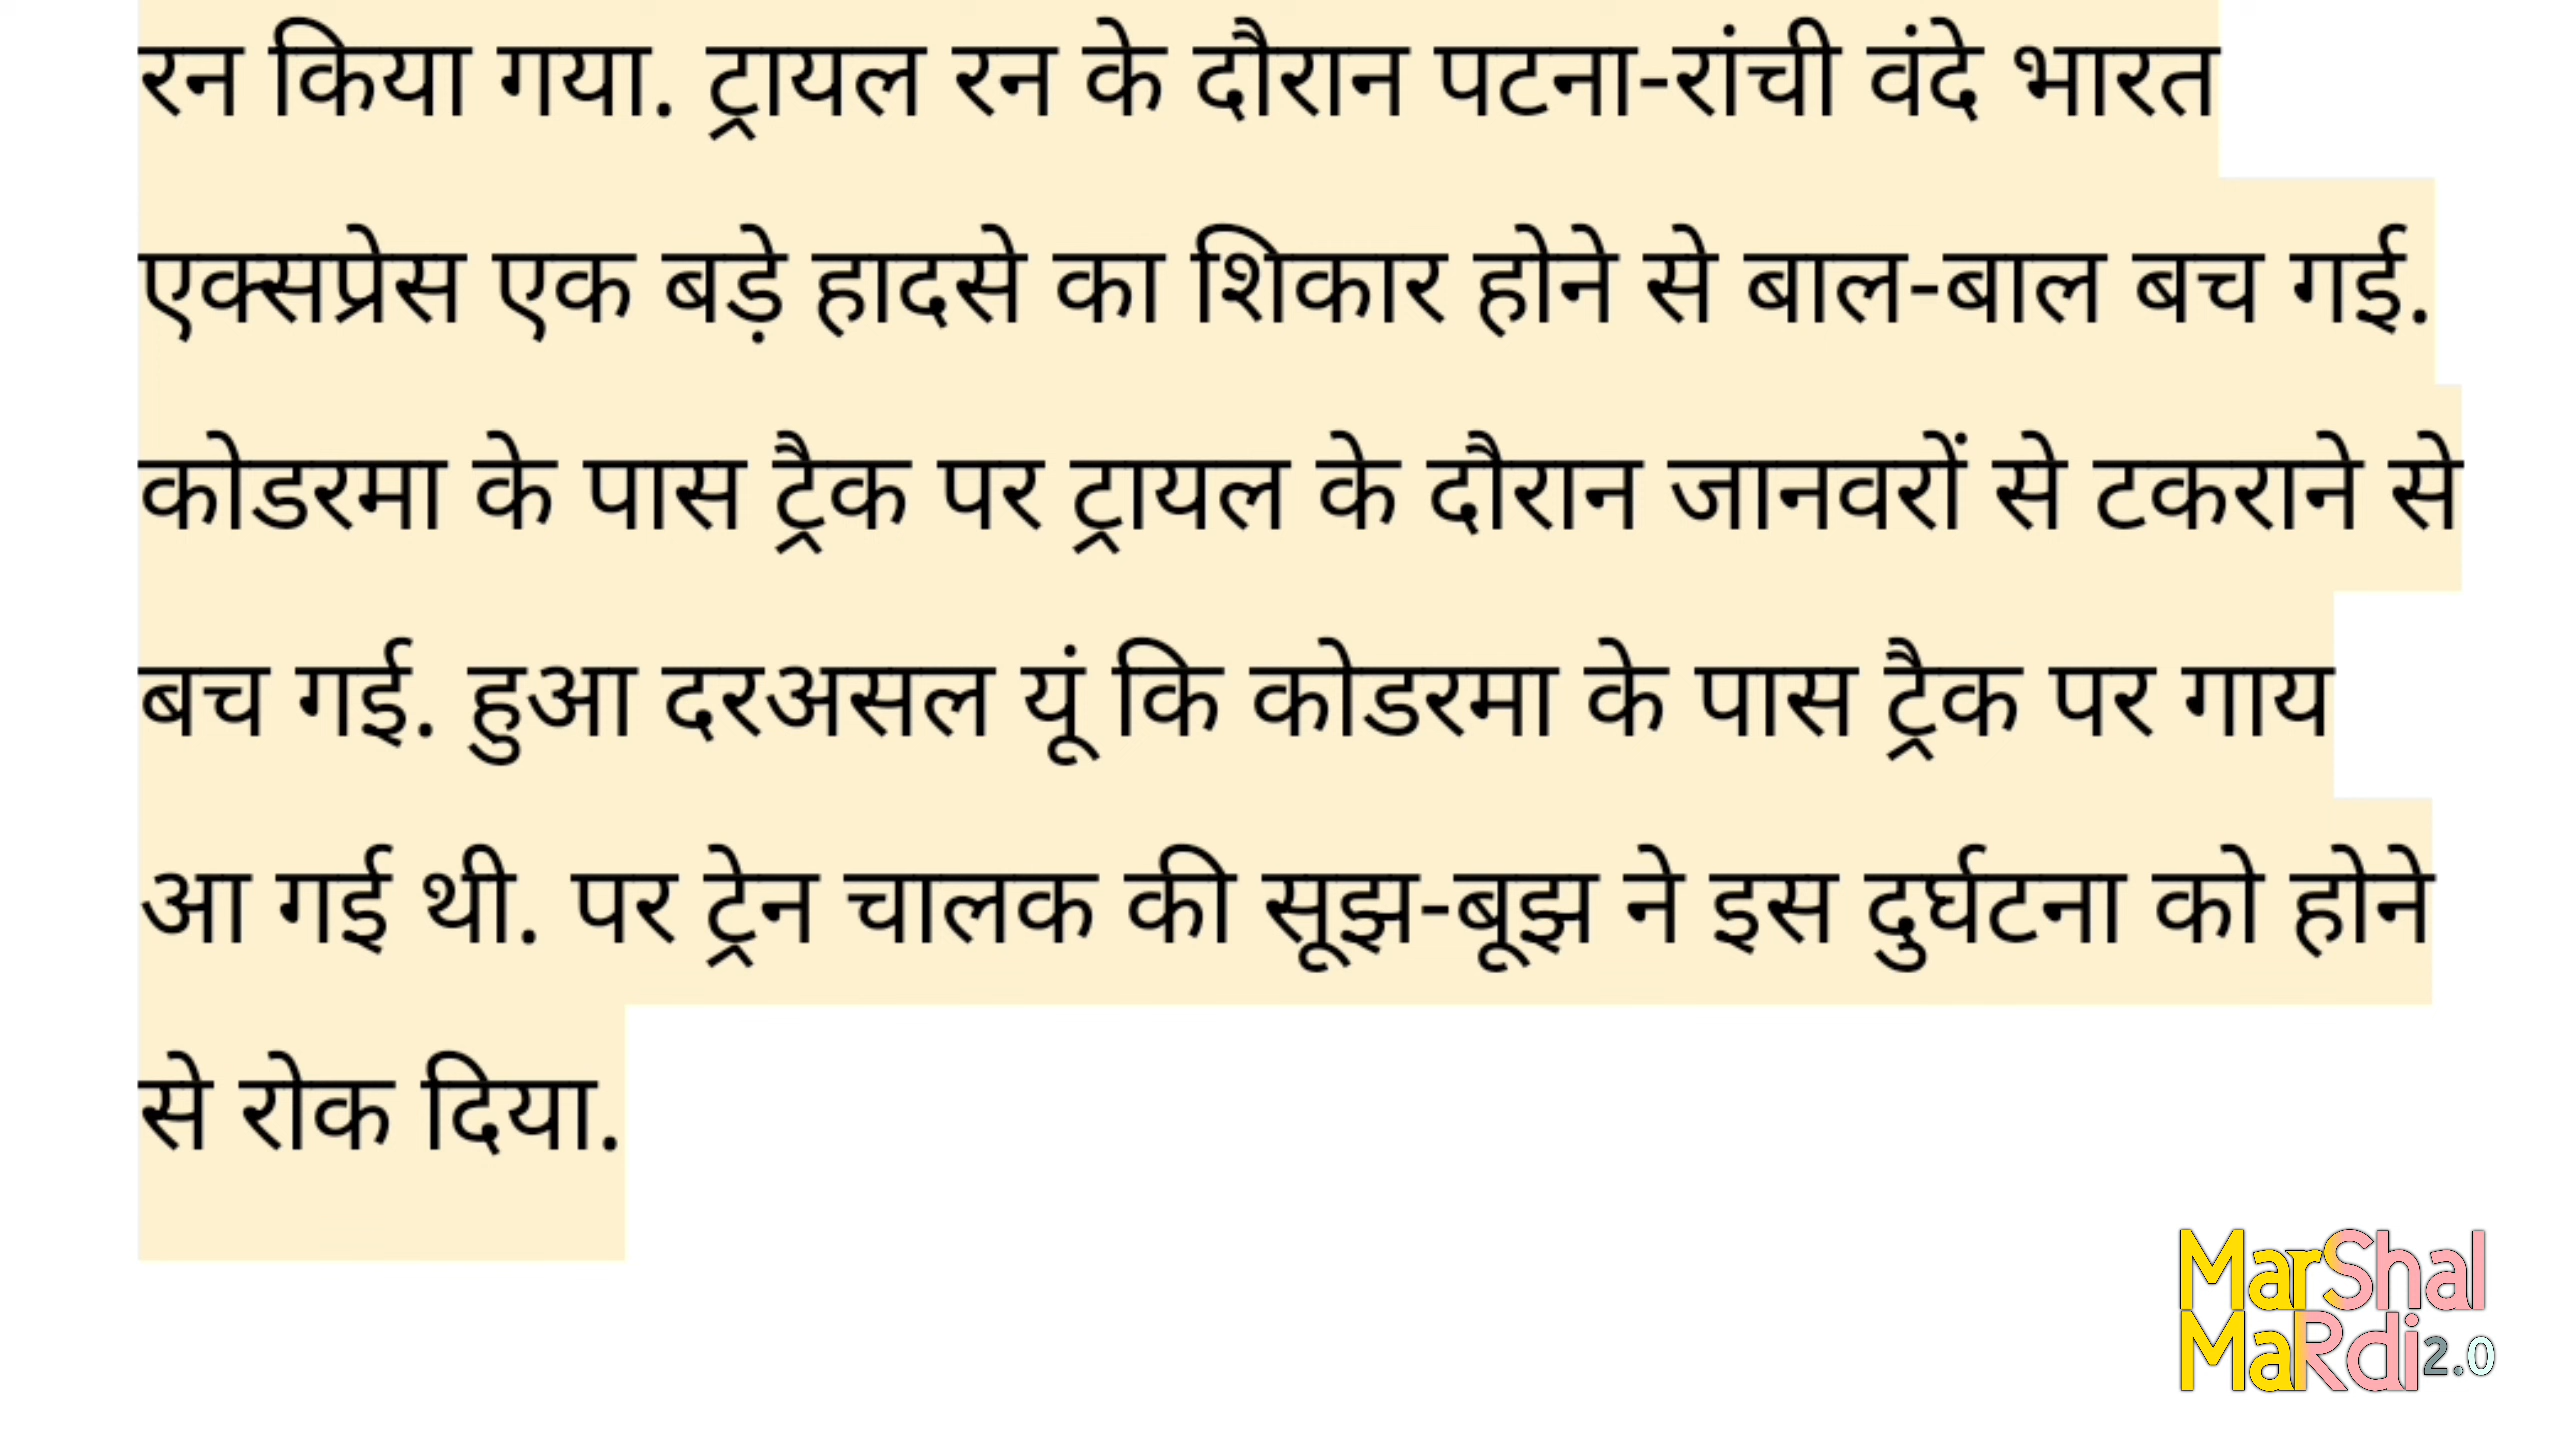 रन किया गया. ट्रायल रन के दौरान पटना-रांची वंदे भारत
एक्सप्रेस एक बड़े हादसे का शिकार होने से बाल-बाल बच गई.
कोडरमा के पास ट्रैक पर ट्रायल के दौरान जानवरों से टकराने से
बच गई. हुआ दरअसल यूं कि कोडरमा के पास ट्रैक पर गाय
आ गई थी. पर ट्रेन चालक की सूझ-बूझ ने इस दुर्घटना को होने
से रोक दिया.
MarShal
MaRdi2.0